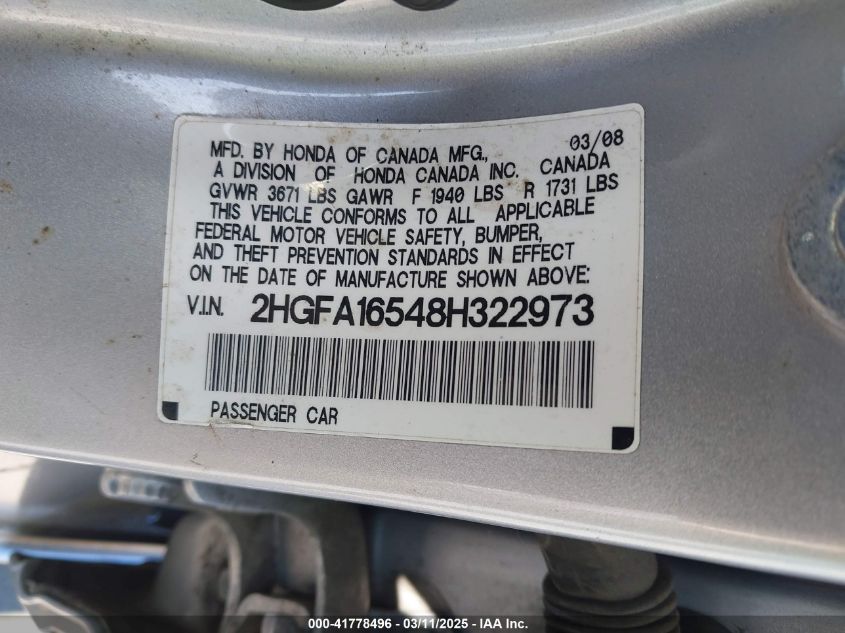 03/08
MFD. BY HONDA OF CANADA MFG.,
A DIVISION OF HONDA CANADA INC. CANADA
GVWR 3671 LBS GAWR F 1940 LBS R 1731 LBS
THIS VEHICLE CONFORMS TO ALL APPLICABLE
FEDERAL MOTOR VEHICLE SAFETY, BUMPER,
AND THEFT PREVENTION STANDARDS IN EFFECT
ON THE DATE OF MANUFACTURE SHOWN ABOVE:
V.I.N. 2HGFA16548H322973
PASSENGER CAR
000-41778496 - 03/11/2025 - IAA Inc.